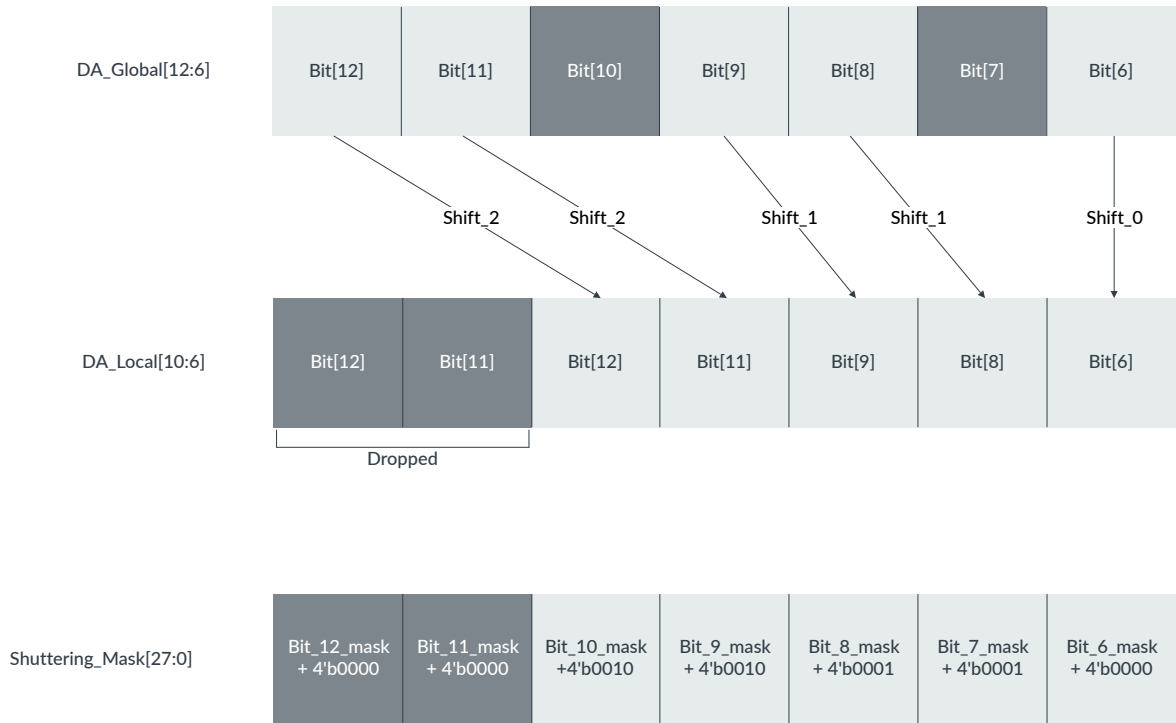 DA_Global[12:6]
Bit[12]
Bit[11]
Bit[10]
Bit[9]
Bit[8]
Bit[7]
Bit[6]
Shift_2
Shift_2
Shift_1
Shift_1
Shift_0
DA_Local[10:6]
Bit[12]
Bit[11]
Bit[12]
Bit[11]
Bit[9]
Bit[8]
Bit[6]
Dropped
Shuttering_Mask[27:0]
Bit_12_mask
+ 4'b0000
Bit_11_mask
+ 4'b0000
Bit_10_mask
+4'b0010
Bit_9_mask
+ 4'b0010
Bit_8_mask
+ 4'b0001
Bit_7_mask
+ 4'b0001
Bit_6_mask
+ 4'b0000